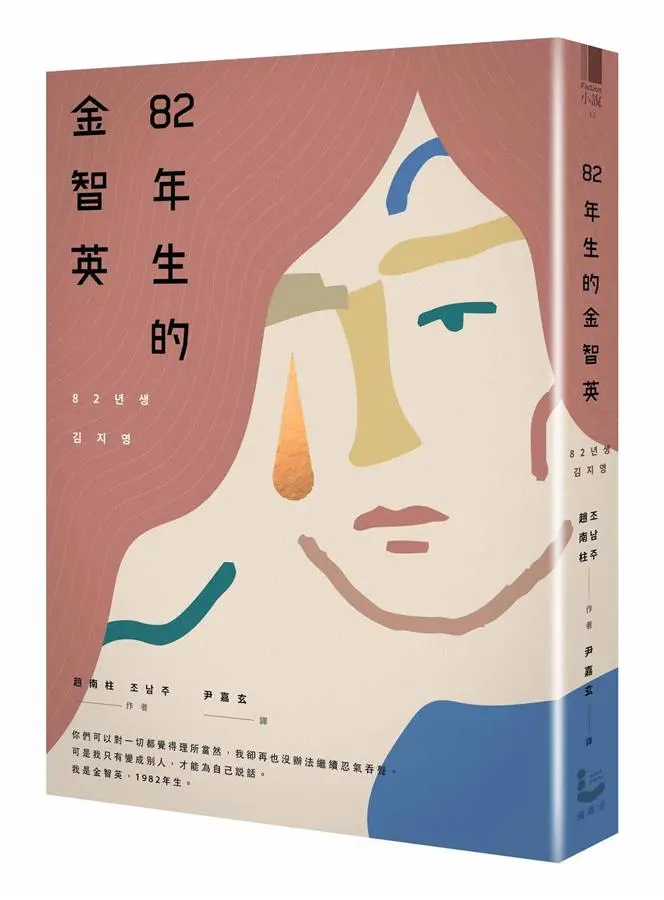 82年生的
金智英
82년생
김지영
趙南柱 조남주
作者
尹嘉玄
譯
你們可以對一切都覺得理所當然，我卻再也沒辦法繼續忍氣吞聲。
可是我只有變成別人，才能為自己說話。
我是金智英，1982年生。
Fiction
小說
82年生的金智英
82년생
김지영
趙南柱
조남주
作者
尹嘉玄
譯